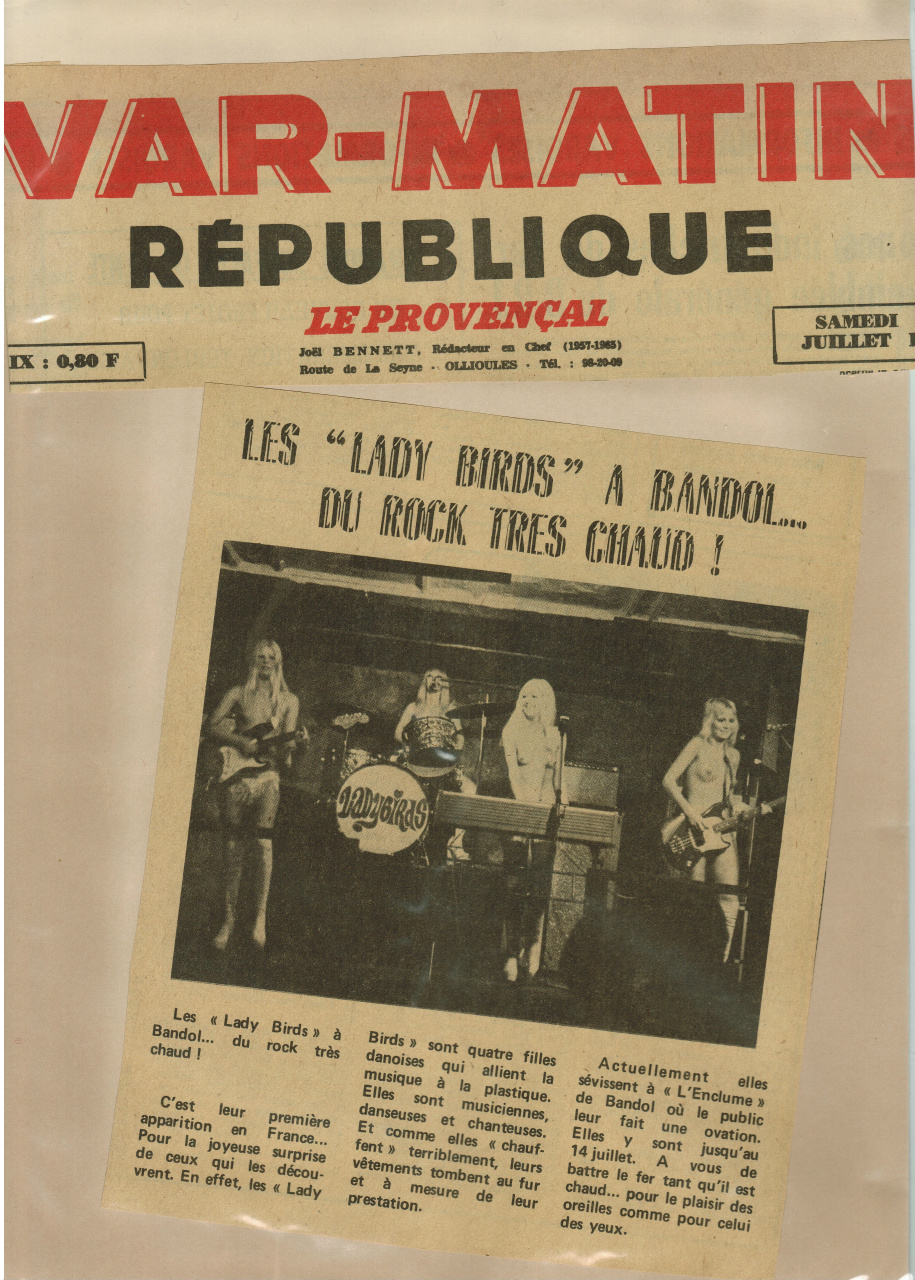 VAR-MATIN
RÉPUBLIQUE
LE PROVENÇAL
Joël BENNETT, Rédacteur en Chef (1957-1965)
Route de La Seyne - OLLIOULES - Tél. : 98-20-09
IX : 0,80 F
SAMEDI
JUILLET
LES “LADY BIRDS” A BANDOL...
DU ROCK TRES CHAUD !
LADYBIRDS
Les « Lady Birds » à
Bandol... du rock très
chaud !
C'est leur première
apparition en France...
Pour la joyeuse surprise
de ceux qui les décou-
vrent. En effet, les « Lady
Birds » sont quatre filles
danoises qui allient la
musique à la plastique.
Elles sont musiciennes,
danseuses et chanteuses.
Et comme elles « chauf-
fent » terriblement, leurs
vêtements tombent au fur
et à mesure de leur
prestation.
Actuellement elles
sévissent à « L'Enclume »
de Bandol où le public
leur fait une ovation.
Elles y sont jusqu'au
14 juillet. A vous de
battre le fer tant qu'il est
chaud... pour le plaisir des
oreilles comme pour celui
des yeux.